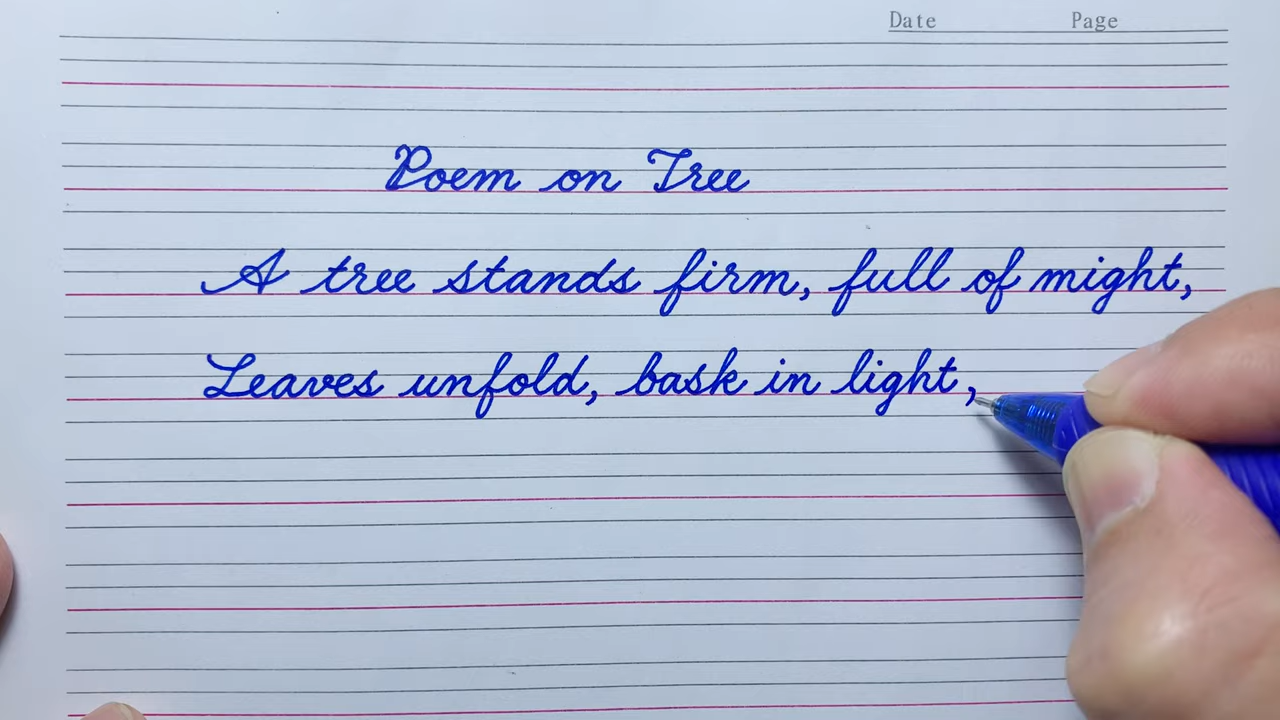 Date Page
Poem on Tree
A tree stands firm, full of might,
Leaves unfold, bask in light,